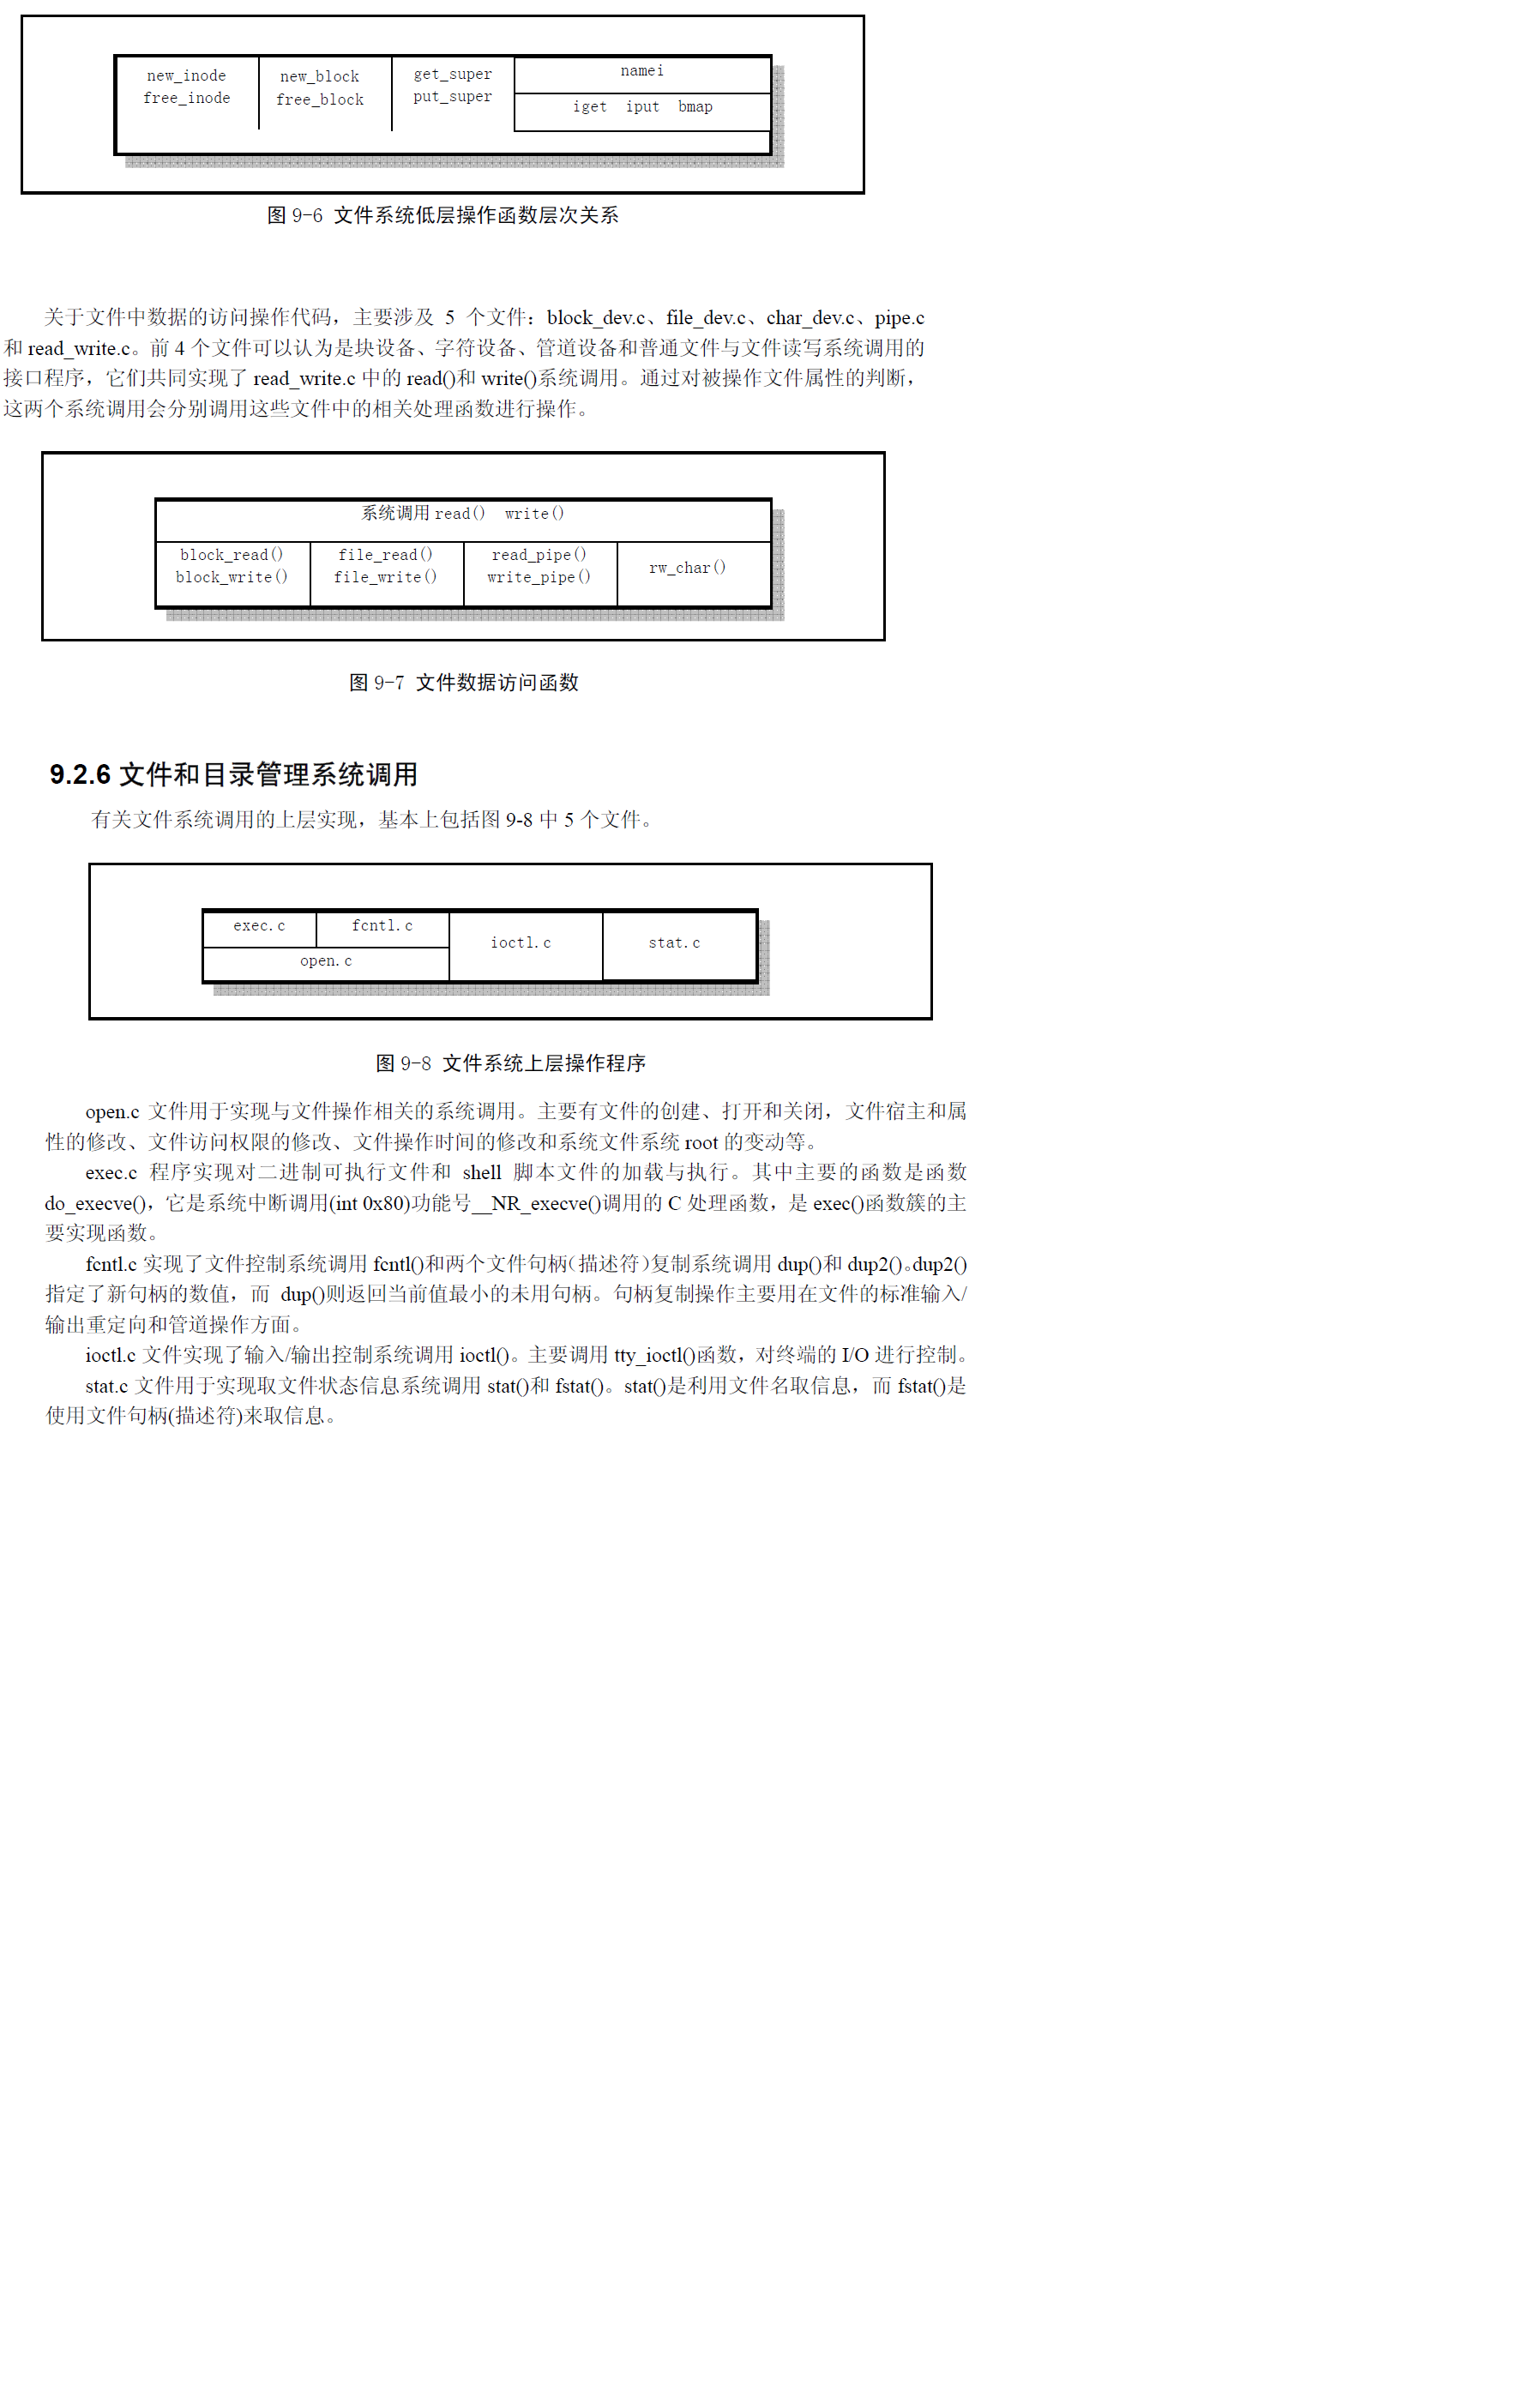 new_inode
free_inode
new_block
free_block
get_super
put_super
namei
iget iput bmap
图 9-6 文件系统低层操作函数层次关系
关于文件中数据的访问操作代码，主要涉及 5 个文件：block_dev.c、file_dev.c、char_dev.c、pipe.c
和 read_write.c。前 4 个文件可以认为是块设备、字符设备、管道设备和普通文件与文件读写系统调用的
接口程序，它们共同实现了 read_write.c 中的 read()和 write()系统调用。通过对被操作文件属性的判断，
这两个系统调用会分别调用这些文件中的相关处理函数进行操作。
系统调用 read() write()
block_read()
block_write()
file_read()
file_write()
read_pipe()
write_pipe()
rw_char()
图 9-7 文件数据访问函数
9.2.6 文件和目录管理系统调用
有关文件系统调用的上层实现，基本上包括图 9-8 中 5 个文件。
exec.c
fcntl.c
open.c
ioctl.c
stat.c
图 9-8 文件系统上层操作程序
open.c 文件用于实现与文件操作相关的系统调用。主要有文件的创建、打开和关闭，文件宿主和属
性的修改、文件访问权限的修改、文件操作时间的修改和系统文件系统 root 的变动等。
exec.c 程序实现对二进制可执行文件和 shell 脚本文件的加载与执行。其中主要的函数是函数
do_execve()，它是系统中断调用(int 0x80)功能号__NR_execve()调用的 C 处理函数，是 exec()函数簇的主
要实现函数。
fcntl.c 实现了文件控制系统调用 fcntl()和两个文件句柄（描述符）复制系统调用 dup()和 dup2()。dup2()
指定了新句柄的数值，而 dup()则返回当前值最小的未用句柄。句柄复制操作主要用在文件的标准输入/
输出重定向和管道操作方面。
ioctl.c 文件实现了输入/输出控制系统调用 ioctl()。主要调用 tty_ioctl()函数，对终端的 I/O 进行控制。
stat.c 文件用于实现取文件状态信息系统调用 stat()和 fstat()。stat()是利用文件名取信息，而 fstat()是
使用文件句柄(描述符)来取信息。